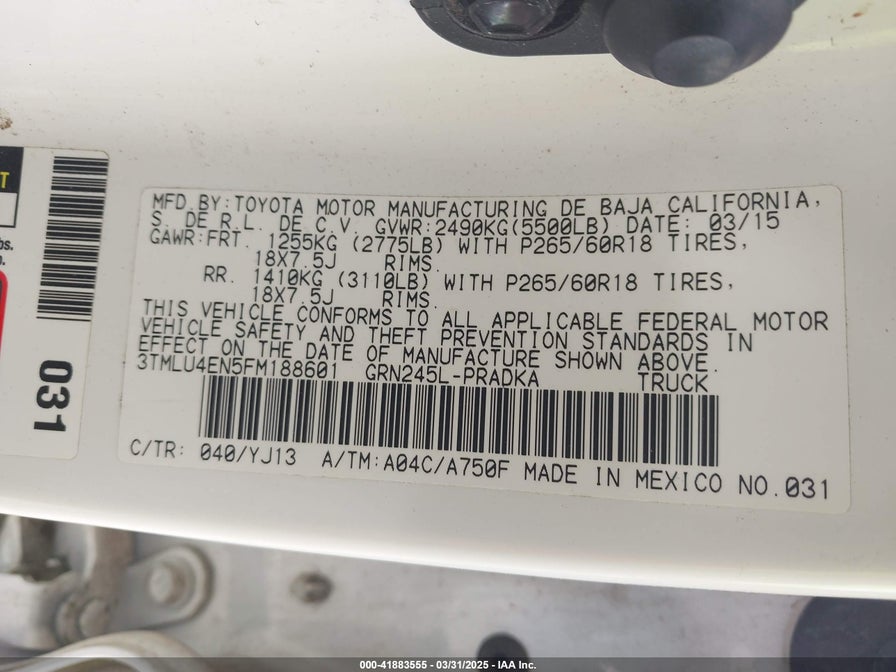 MFD.BY:TOYOTA MOTOR MANUFACTURING DE BAJA CALIFORNIA,
S. DE R.L. DE C.V. GVWR:2490KG(5500LB) DATE: 03/15
GAWR:FRT. 1255KG (2775LB) WITH P265/60R18 TIRES,
18X7.5J RIMS.
RR. 1410KG (3110LB) WITH P265/60R18 TIRES,
18X7.5J RIMS.
THIS VEHICLE CONFORMS TO ALL APPLICABLE FEDERAL MOTOR
VEHICLE SAFETY AND THEFT PREVENTION STANDARDS IN
EFFECT ON THE DATE OF MANUFACTURE SHOWN ABOVE.
3TMLU4EN5FM188601 GRN245L-PRADKA TRUCK
C/TR: 040/YJ13 A/TM:A04C/A750F MADE IN MEXICO NO.031
031
000-41883555 - 03/31/2025 - IAA Inc.